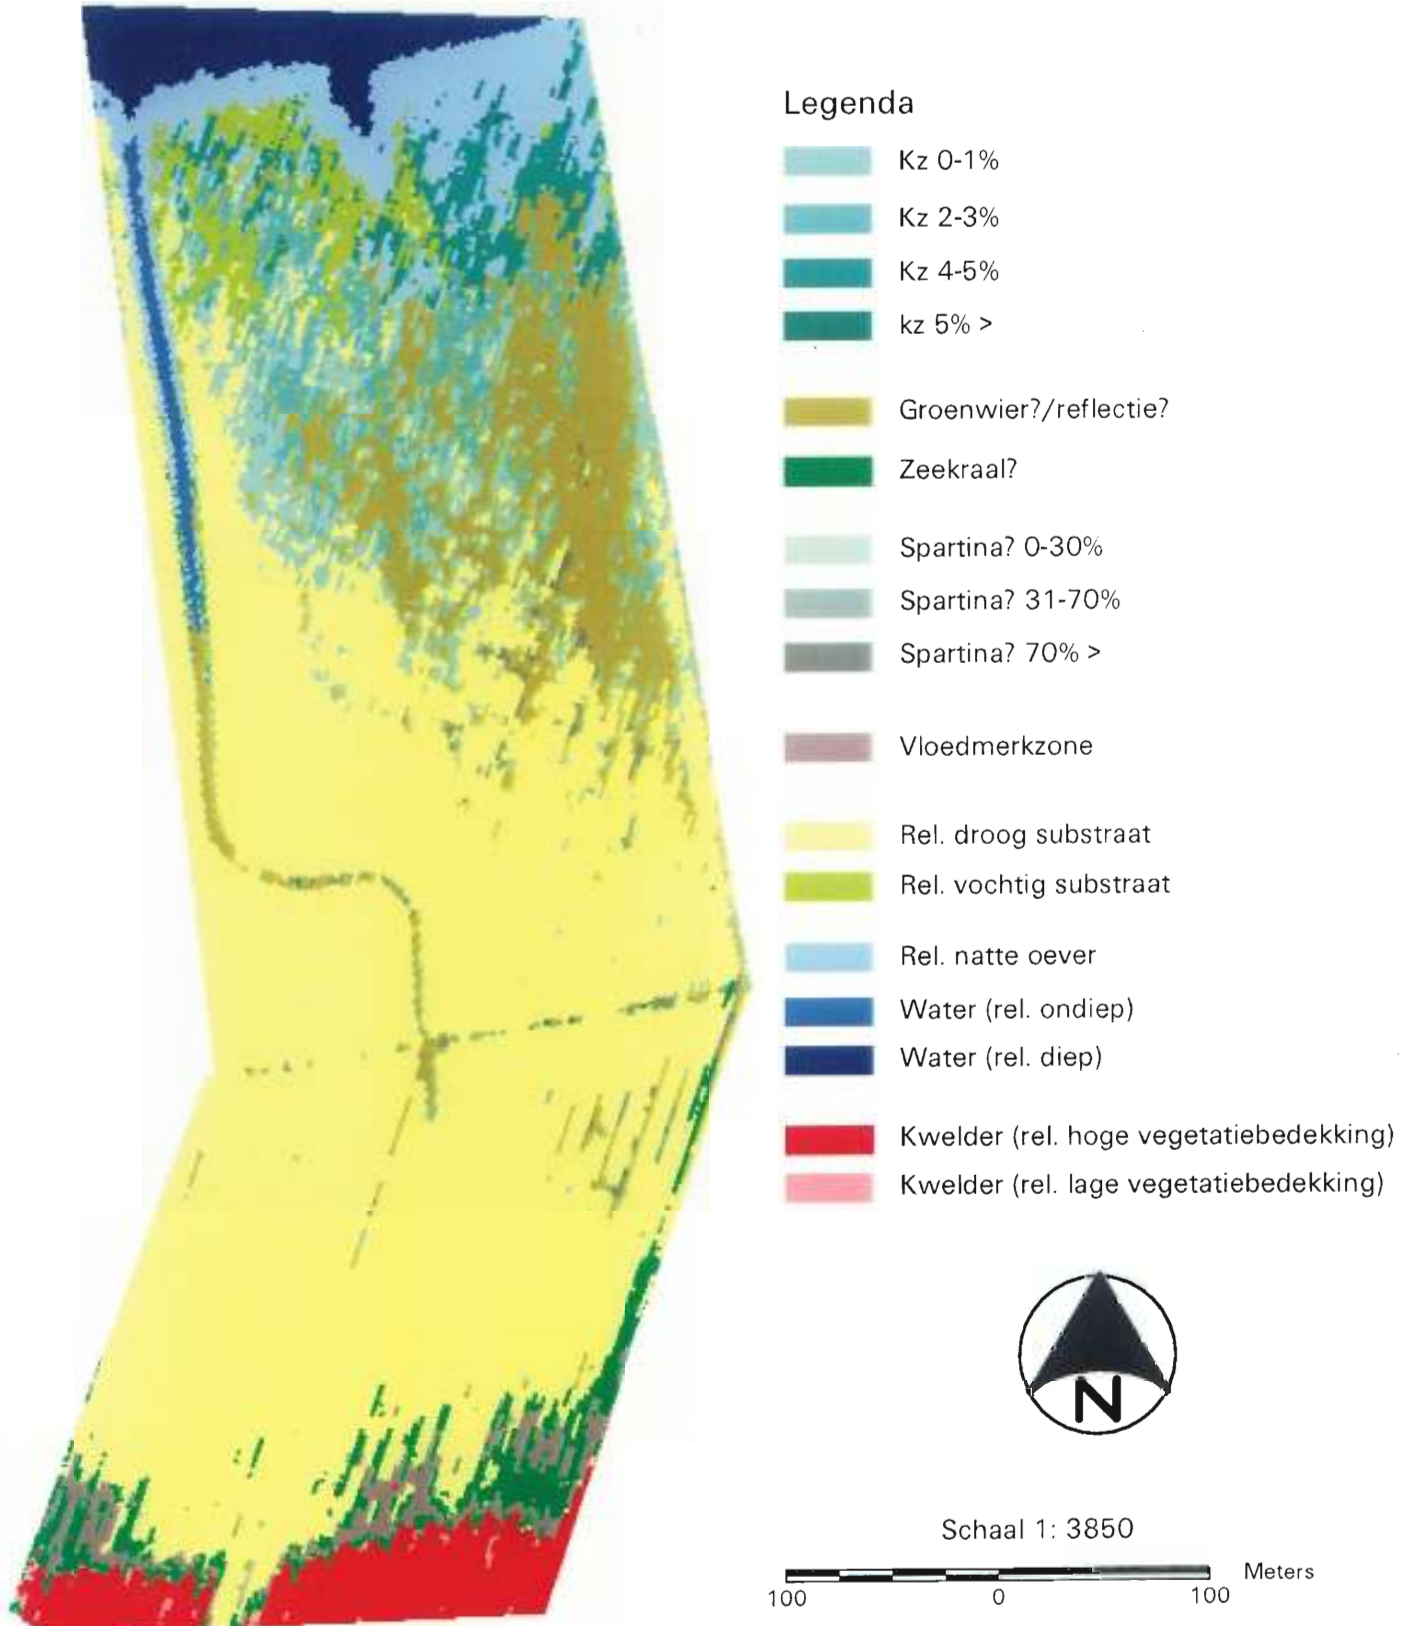 Legenda
Kz 0-1%
Kz 2-3%
Kz 4-5%
kz 5% >
Groenwier?/reflectie?
Zeekraal?
Spartina? 0-30%
Spartina? 31-70%
Spartina? 70% >
Vloedmerkzone
Rel. droog substraat
Rel. vochtig substraat
Rel. natte oever
Water (rel. ondiep)
Water (rel. diep)
Kwelder (rel. hoge vegetatiebedekking)
Kwelder (rel. lage vegetatiebedekking)
N
Schaal 1: 3850
Meters
100 0 100